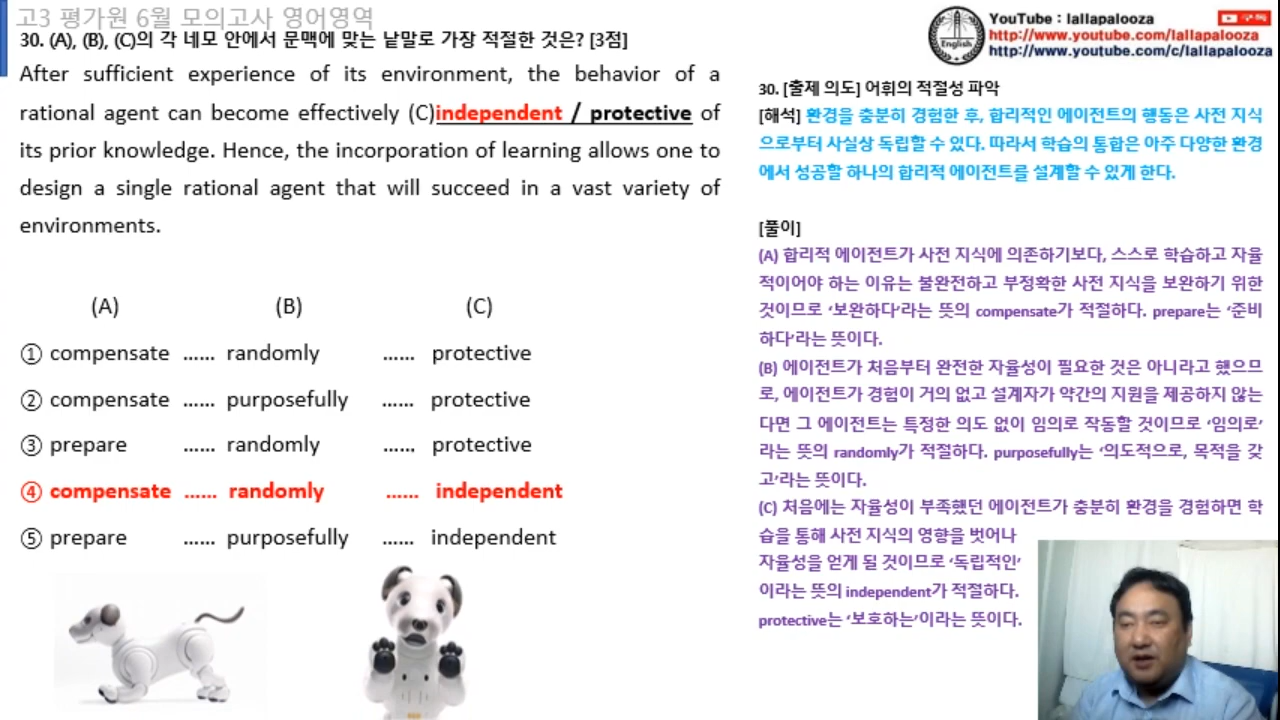 고3 평가원 6월 모의고사 영어영역
30. (A), (B), (C)의 각 네모 안에서 문맥에 맞는 낱말로 가장 적절한 것은? [3점]
After sufficient experience of its environment, the behavior of a
rational agent can become effectively (C)independent / protective of
its prior knowledge. Hence, the incorporation of learning allows one to
design a single rational agent that will succeed in a vast variety of
environments.
(A) (B) (C)
① compensate ...... randomly ...... protective
② compensate ...... purposefully ...... protective
③ prepare ...... randomly ...... protective
④ compensate ...... randomly ...... independent
⑤ prepare ...... purposefully ...... independent
English
YouTube : lallapalooza
구독
http://www.youtube.com/lallapalooza
http://www.youtube.com/c/lallapalooza
30. [출제 의도] 어휘의 적절성 파악
[해석] 환경을 충분히 경험한 후, 합리적인 에이전트의 행동은 사전 지식
으로부터 사실상 독립할 수 있다. 따라서 학습의 통합은 아주 다양한 환경
에서 성공할 하나의 합리적 에이전트를 설계할 수 있게 한다.
[풀이]
(A) 합리적 에이전트가 사전 지식에 의존하기보다, 스스로 학습하고 자율
적이어야 하는 이유는 불완전하고 부정확한 사전 지식을 보완하기 위한
것이므로 ‘보완하다’라는 뜻의 compensate가 적절하다. prepare는 ‘준비
하다’라는 뜻이다.
(B) 에이전트가 처음부터 완전한 자율성이 필요한 것은 아니라고 했으므
로, 에이전트가 경험이 거의 없고 설계자가 약간의 지원을 제공하지 않는
다면 그 에이전트는 특정한 의도 없이 임의로 작동할 것이므로 ‘임의로’
라는 뜻의 randomly가 적절하다. purposefully는 ‘의도적으로, 목적을 갖
고’라는 뜻이다.
(C) 처음에는 자율성이 부족했던 에이전트가 충분히 환경을 경험하면 학
습을 통해 사전 지식의 영향을 벗어나
자율성을 얻게 될 것이므로 ‘독립적인’
이라는 뜻의 independent가 적절하다.
protective는 ‘보호하는’이라는 뜻이다.